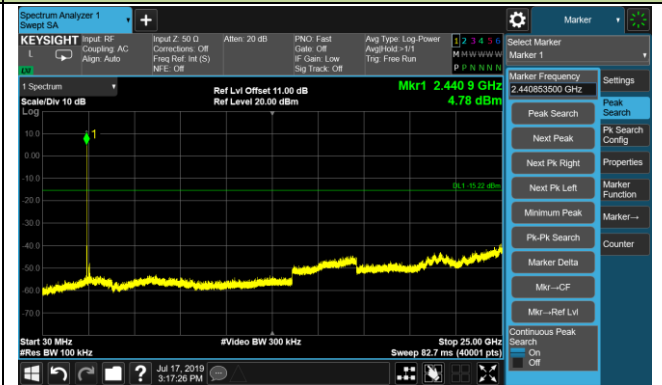 Spectrum Analyzer 1
Swept SA
Marker
KEYSIGHT
L
Input: RF
Coupling: AC
Align: Auto
Input Z: 50 Ω
Corrections: Off
Freq Ref: Int (S)
NFE: Off
Atten: 20 dB
PNO: Fast
Gate: Off
IF Gain: Low
Sig Track: Off
Avg Type: Log-Power
Avg|Hold:>1/1
Trig: Free Run
1 2 3 4 5 6
M W W W W W
P P N N N N
Select Marker
Marker 1
1 Spectrum
Scale/Div 10 dB
Log
Ref Lvl Offset 11.00 dB
Ref Level 20.00 dBm
Mkr1 2.440 9 GHz
4.78 dBm
10.0
0.00
-10.0
-20.0
-30.0
-40.0
-50.0
-60.0
-70.0
1
DL1 -15.22 dBm
Start 30 MHz
#Res BW 100 kHz
#Video BW 300 kHz
Stop 25.00 GHz
Sweep 82.7 ms (40001 pts)
Marker Frequency
2.440853500 GHz
Peak Search
Next Peak
Next Pk Right
Next Pk Left
Minimum Peak
Pk-Pk Search
Marker Delta
Mkr→CF
Mkr→Ref Lvl
Continuous Peak
Search
On
Off
Settings
Peak
Search
Pk Search
Config
Properties
Marker
Function
Marker→
Counter
?
Jul 17, 2019
3:17:26 PM